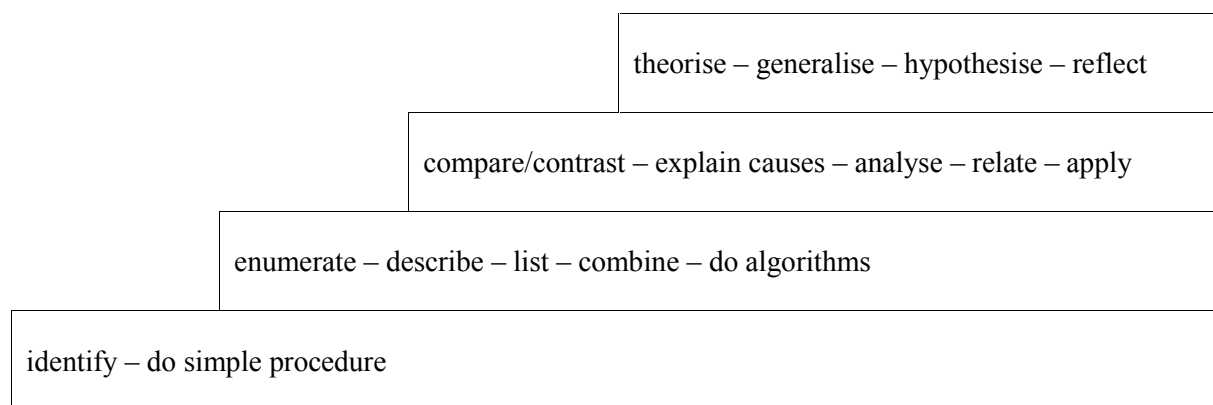 theorise – generalise – hypothesise – reflect
compare/contrast – explain causes – analyse – relate – apply
enumerate – describe – list – combine – do algorithms
identify – do simple procedure